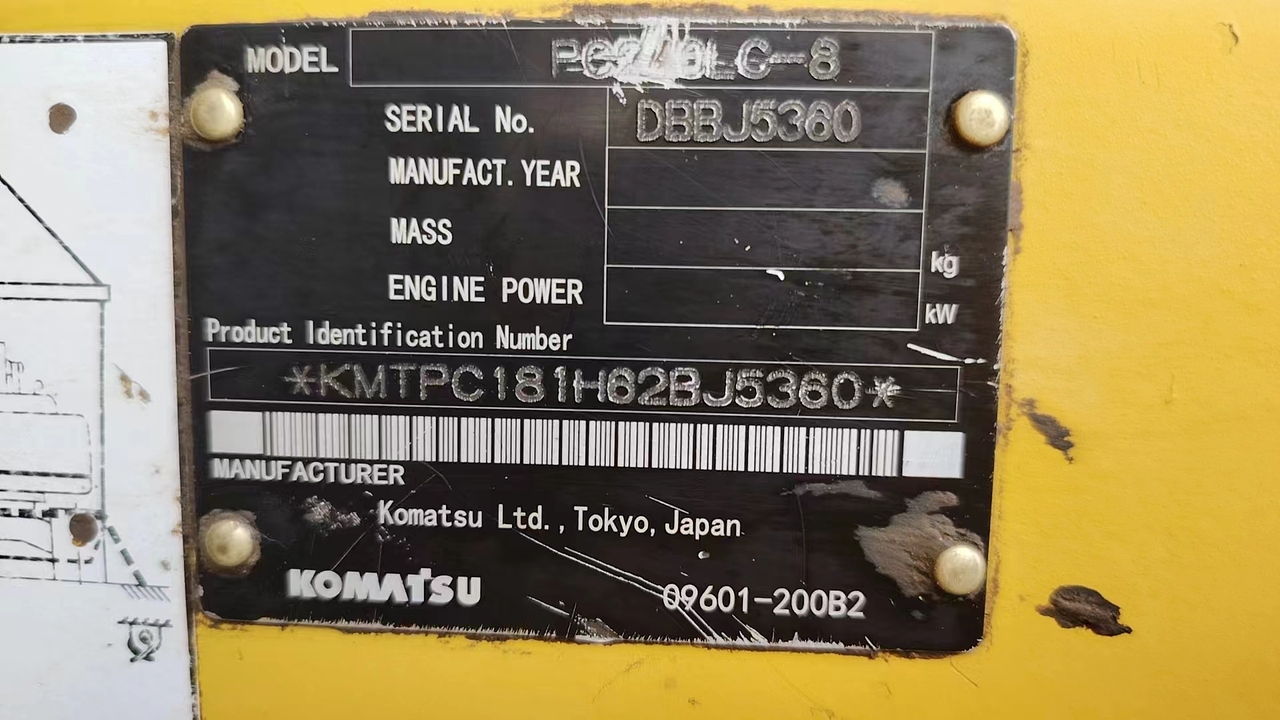 MODEL
SERIAL No. DBBJ5360
MANUFACT. YEAR
MASS
kg
ENGINE POWER
kW
Product Identification Number
*KMTPC181H62BJ5360*
MANUFACTURER
Komatsu Ltd., Tokyo, Japan
KOMATSU 09601-200B2